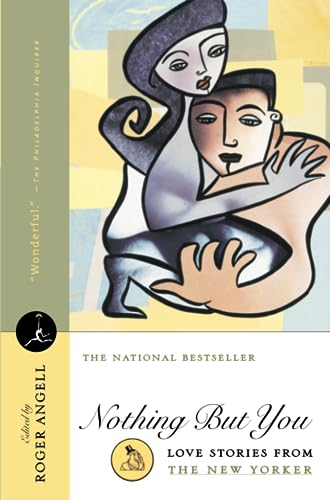 "Wonderful."
—THE PHILADELPHIA INQUIRER
Edited by
ROGER ANGELL
THE NATIONAL BESTSELLER
Nothing But You
LOVE STORIES FROM
THE NEW YORKER